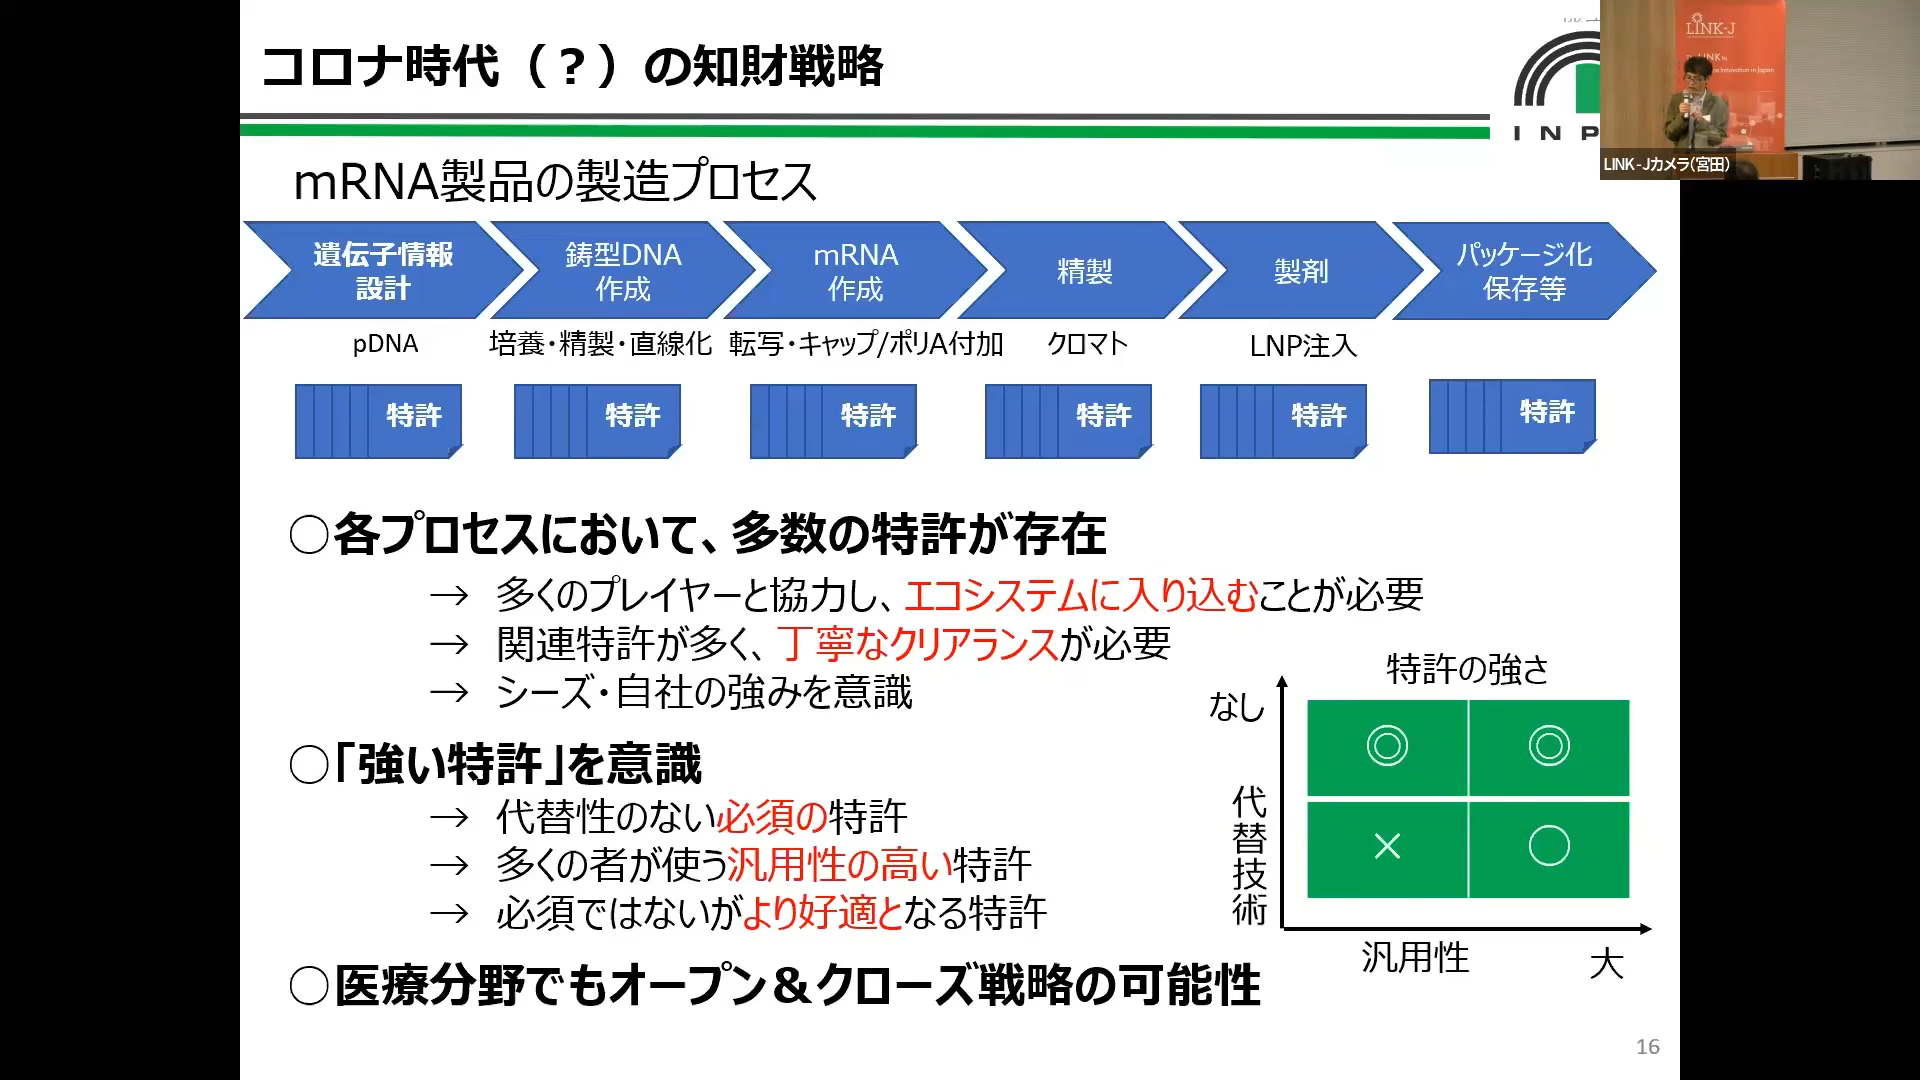 コロナ時代（？）の知財戦略
INP
LINK-J
LINK-Jカメラ(宮田)
mRNA製品の製造プロセス
遺伝子情報
設計
鋳型DNA
作成
mRNA
作成
精製
製剤
パッケージ化
保存等
pDNA
培養・精製・直線化
転写・キャップ/ポリA付加
クロマト
LNP注入
特許
特許
特許
特許
特許
特許
○各プロセスにおいて、多数の特許が存在
→ 多くのプレイヤーと協力し、エコシステムに入り込むことが必要
→ 関連特許が多く、丁寧なクリアランスが必要
→ シーズ・自社の強みを意識
○「強い特許」を意識
→ 代替性のない必須の特許
→ 多くの者が使う汎用性の高い特許
→ 必須ではないがより好適となる特許
○医療分野でもオープン＆クローズ戦略の可能性
特許の強さ
なし
代替技術
◎ ◎
× ○
汎用性 大
16